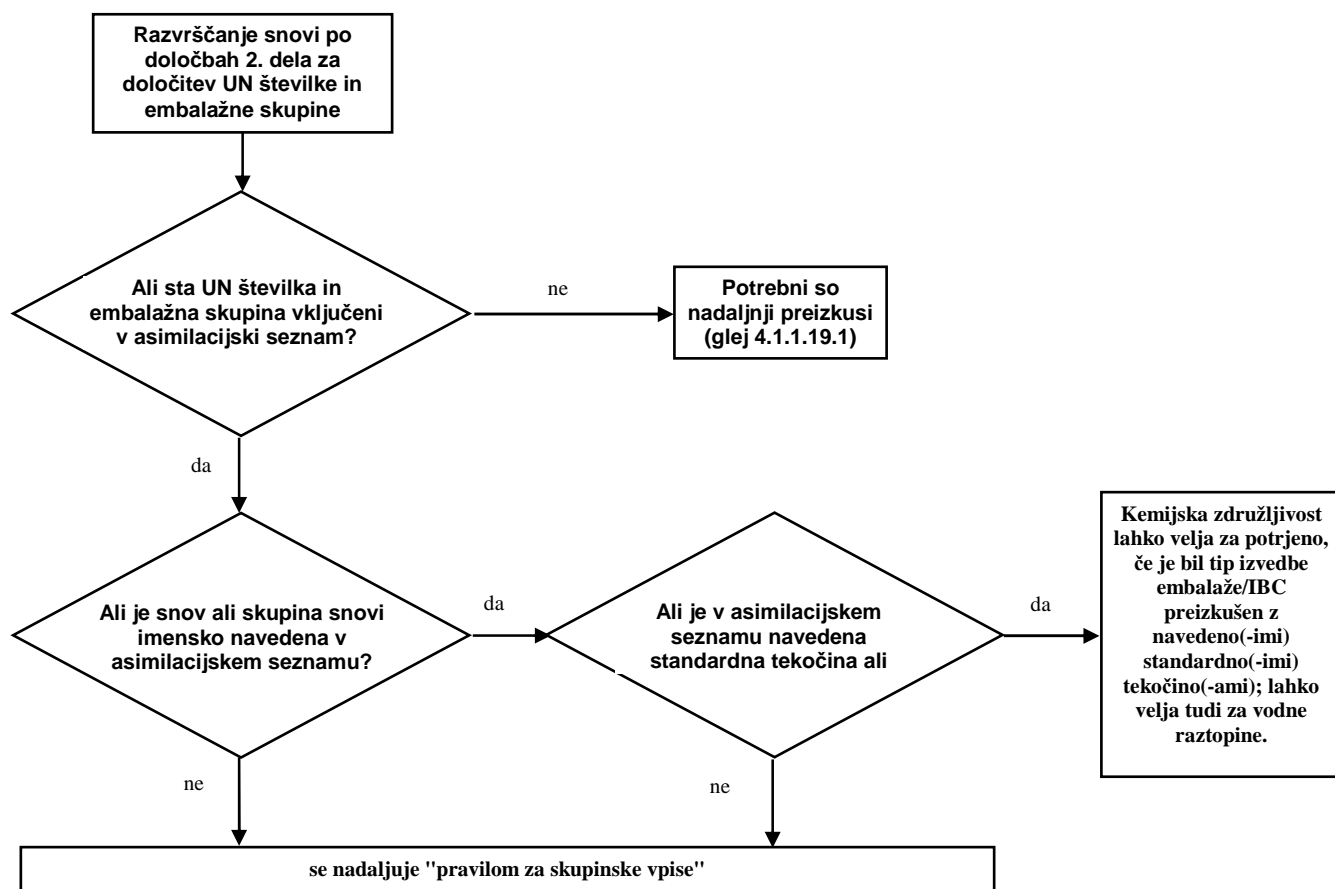 Razvrščanje snovi po
določbah 2. dela za
določitev UN številke in
embalažne skupine
Ali sta UN številka in
embalažna skupina vključeni
v asimilacijski seznam?
ne
Potrebni so
nadaljnji preizkusi
(glej 4.1.1.19.1)
da
Ali je snov ali skupina snovi
imensko navedena v
asimilacijskem seznamu?
da
Ali je v asimilacijskem
seznamu navedena
standardna tekočina ali
da
Kemijska združljivost
lahko velja za potrjeno,
če je bil tip izvedbe
embalaže/IBC
preizkušen z
navedeno(-imi)
standardno(-imi)
tekočino(-ami); lahko
velja tudi za vodne
raztopine.
ne
ne
se nadaljuje "pravilom za skupinske vpise"